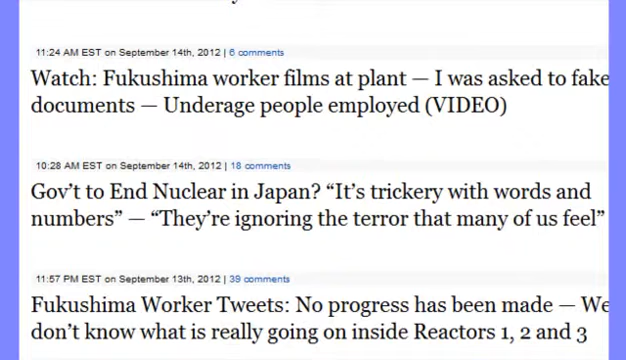 11:24 AM EST on September 14th, 2012 | 6 comments
Watch: Fukushima worker films at plant — I was asked to fake
documents — Underage people employed (VIDEO)
10:28 AM EST on September 14th, 2012 | 18 comments
Gov't to End Nuclear in Japan? “It's trickery with words and
numbers” — “They're ignoring the terror that many of us feel”
11:57 PM EST on September 13th, 2012 | 39 comments
Fukushima Worker Tweets: No progress has been made — We
don't know what is really going on inside Reactors 1, 2 and 3